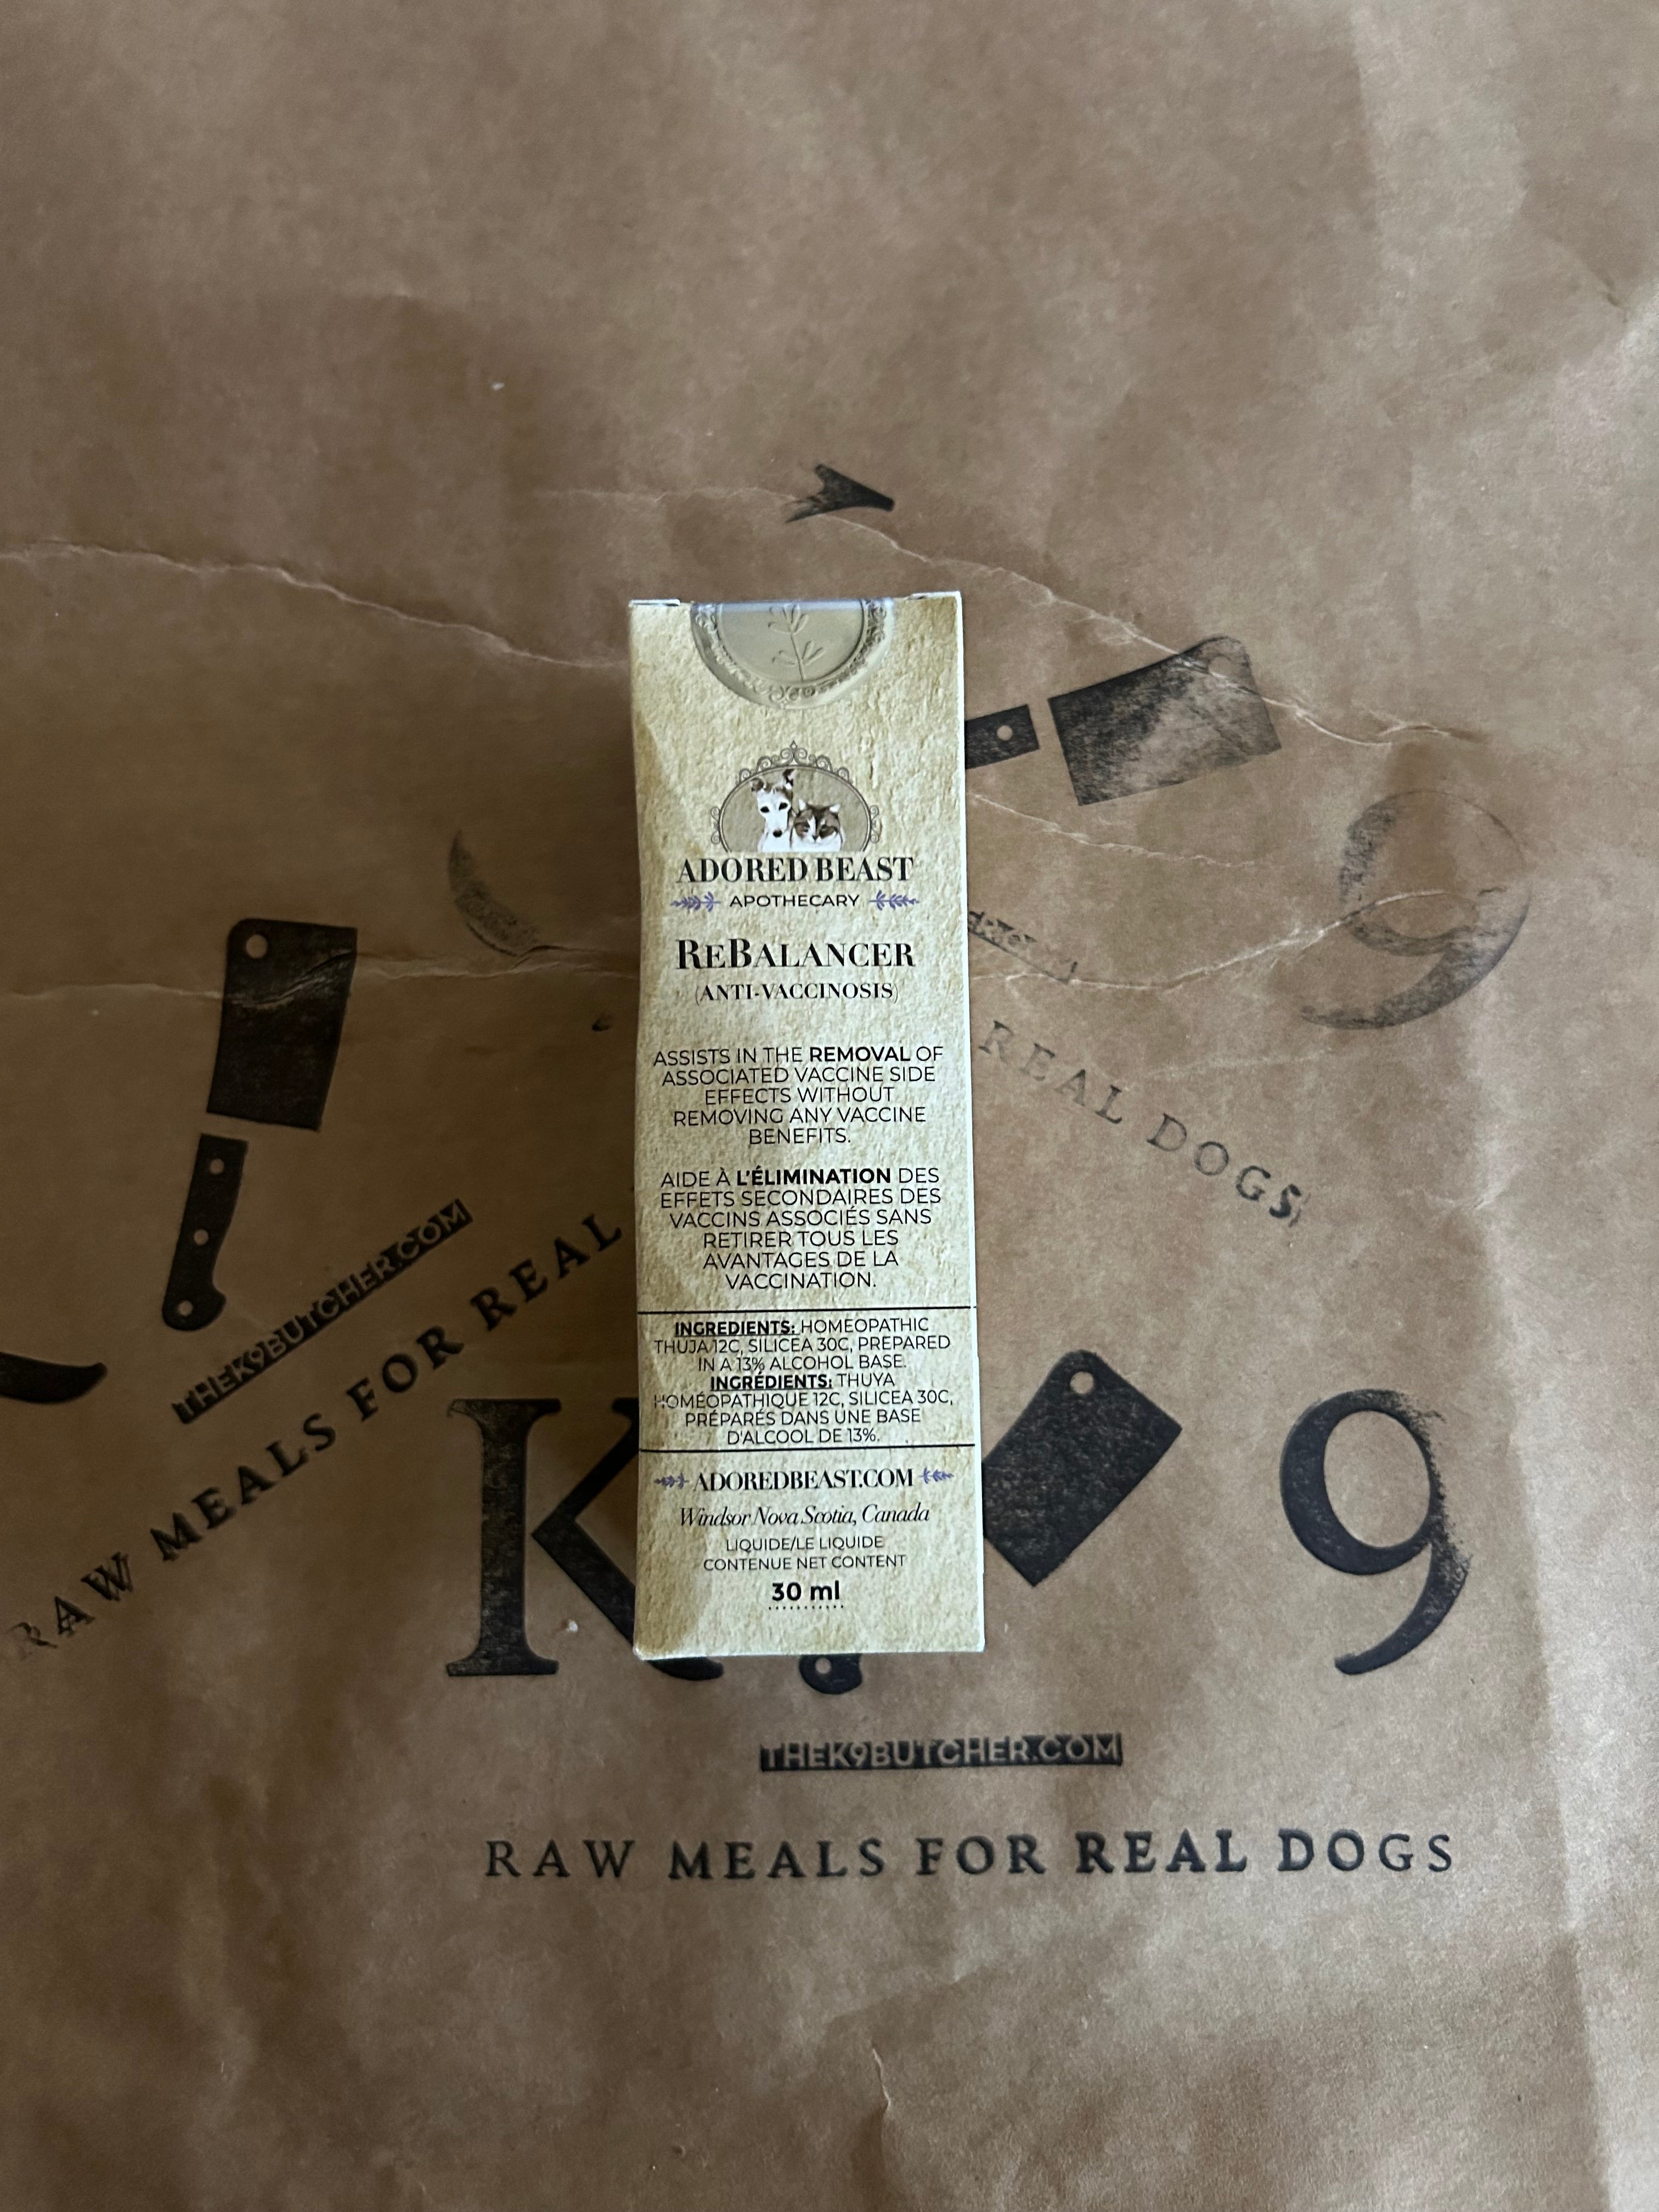 ADORED BEAST
APOTHECARY
REBALANCER
(ANTI-VACCINOSIS)
ASSISTS IN THE REMOVAL OF
ASSOCIATED VACCINE SIDE
EFFECTS WITHOUT
REMOVING ANY VACCINE
BENEFITS.
AIDE À L'ÉLIMINATION DES
EFFETS SECONDAIRES DES
VACCINS ASSOCIÉS SANS
RETIRER TOUS LES
AVANTAGES DE LA
VACCINATION.
INGREDIENTS: HOMEOPATHIC
THUJA 12C, SILICEA 30C, PREPARED
IN A 13% ALCOHOL BASE.
INGRÉDIENTS: THUYA
HOMÉOPATHIQUE 12C, SILICEA 30C,
PRÉPARÉS DANS UNE BASE
D'ALCOOL DE 13%.
ADOREDBEAST.COM
Windsor Nova Scotia, Canada
LIQUIDE/LE LIQUIDE
CONTENUE NET CONTENT
30 ml
9
REAL DOGS
THEK9BUTCHER.COM
RAW MEALS FOR REAL
K 9
THEK9BUTCHER.COM
RAW MEALS FOR REAL DOGS